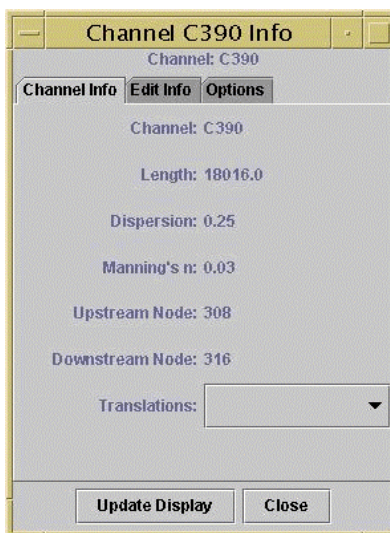 Channel C390 Info
Channel: C390
Channel Info Edit Info Options
Channel: C390
Length: 18016.0
Dispersion: 0.25
Manning's n: 0.03
Upstream Node: 308
Downstream Node: 316
Translations:
Update Display Close